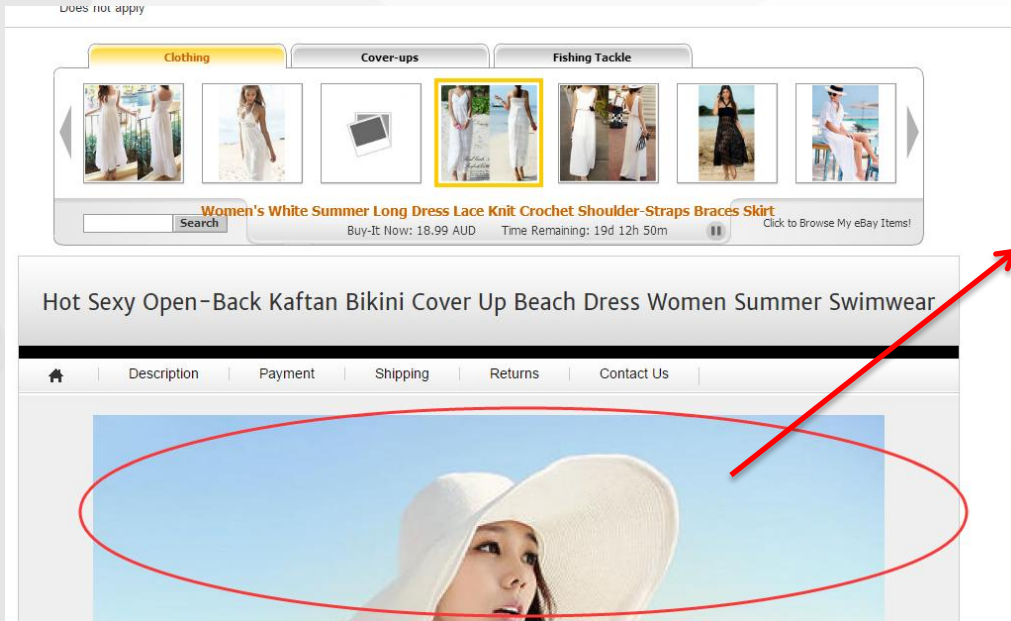 Does not apply
Clothing
Cover-ups
Fishing Tackle
Women's White Summer Long Dress Lace Knit Crochet Shoulder-Straps Braces Skirt
Search
Buy-It Now: 18.99 AUD Time Remaining: 19d 12h 50m
Click to Browse My eBay Items!
Hot Sexy Open-Back Kaftan Bikini Cover Up Beach Dress Women Summer Swimwear
Description
Payment
Shipping
Returns
Contact Us